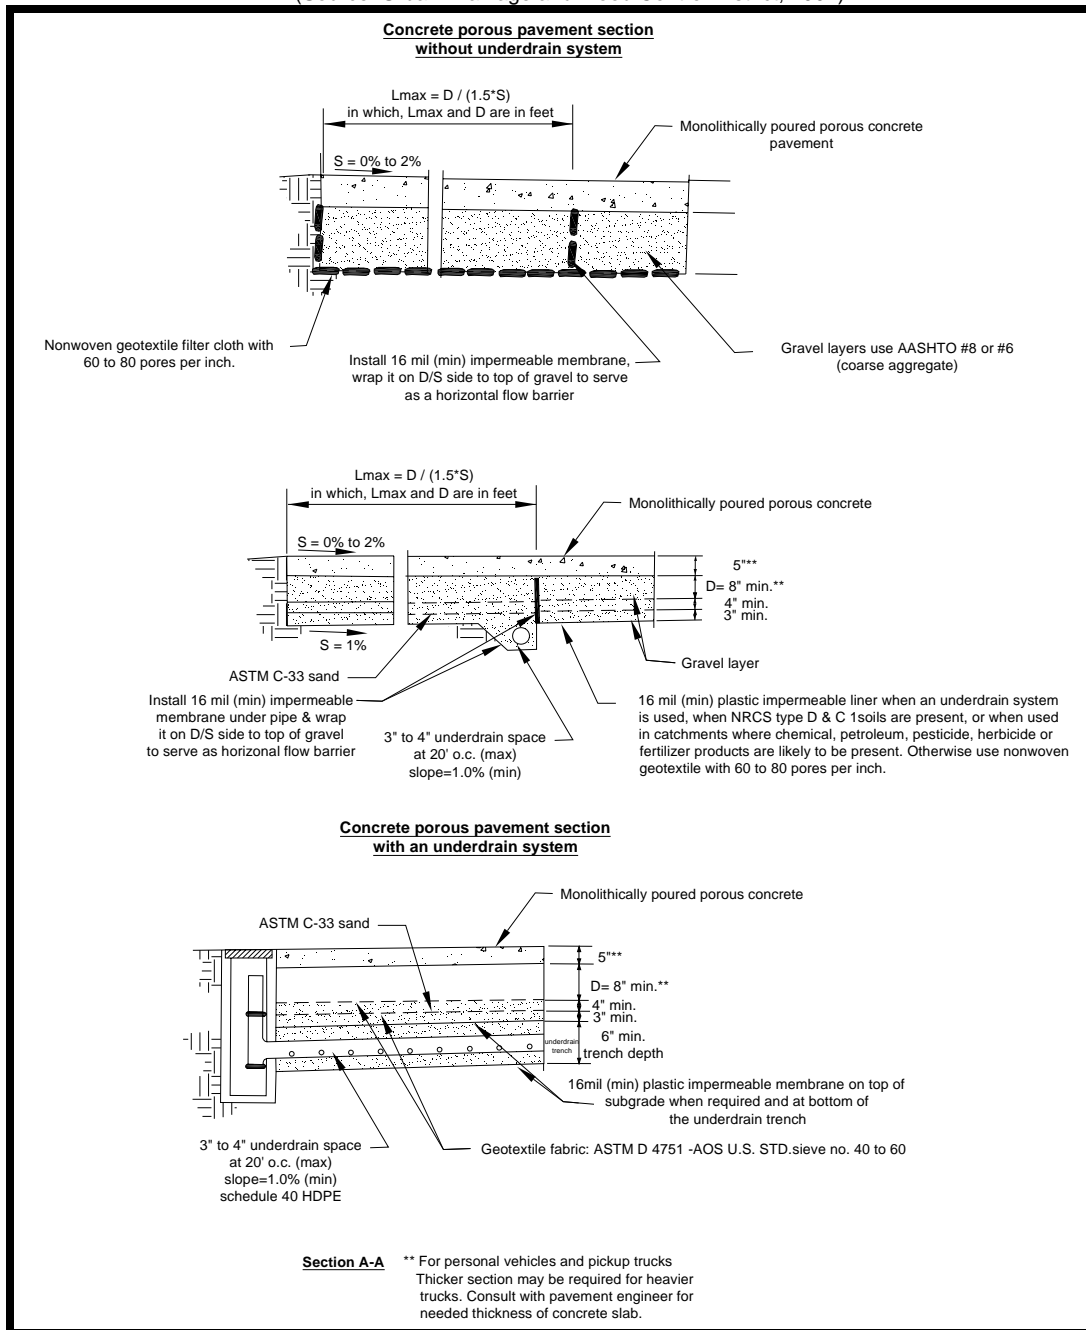 Concrete porous pavement section
without underdrain system
Lmax = D / (1.5*S)
in which, Lmax and D are in feet
Monolithically poured porous concrete
pavement
S = 0% to 2%
Nonwoven geotextile filter cloth with
60 to 80 pores per inch.
Install 16 mil (min) impermeable membrane,
wrap it on D/S side to top of gravel to serve
as a horizontal flow barrier
Gravel layers use AASHTO #8 or #6
(coarse aggregate)
Lmax = D / (1.5*S)
in which, Lmax and D are in feet
Monolithically poured porous concrete
S = 0% to 2%
5"**
D= 8" min.**
4" min.
3" min.
S = 1%
ASTM C-33 sand
Gravel layer
Install 16 mil (min) impermeable
membrane under pipe & wrap
it on D/S side to top of gravel
to serve as horizonal flow barrier
3" to 4" underdrain space
at 20' o.c. (max)
slope=1.0% (min)
16 mil (min) plastic impermeable liner when an underdrain system
is used, when NRCS type D & C 1soils are present, or when used
in catchments where chemical, petroleum, pesticide, herbicide or
fertilizer products are likely to be present. Otherwise use nonwoven
geotextile with 60 to 80 pores per inch.
Concrete porous pavement section
with an underdrain system
Monolithically poured porous concrete
ASTM C-33 sand
5"**
D= 8" min.**
4" min.
3" min.
6" min.
trench depth
underdrain
trench
16mil (min) plastic impermeable membrane on top of
subgrade when required and at bottom of
the underdrain trench
3" to 4" underdrain space
at 20' o.c. (max)
slope=1.0% (min)
schedule 40 HDPE
Geotextile fabric: ASTM D 4751 -AOS U.S. STD.sieve no. 40 to 60
Section A-A
** For personal vehicles and pickup trucks
Thicker section may be required for heavier
trucks. Consult with pavement engineer for
needed thickness of concrete slab.